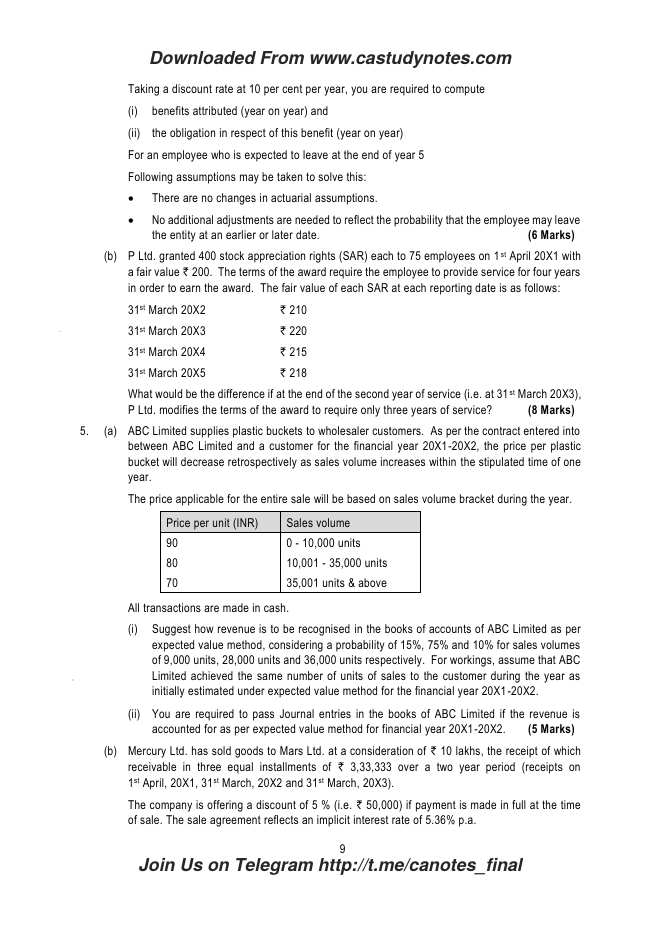 Downloaded From www.castudynotes.com
Taking a discount rate at 10 per cent per year, you are required to compute
(i) benefits attributed (year on year) and
(ii) the obligation in respect of this benefit (year on year)
For an employee who is expected to leave at the end of year 5
Following assumptions may be taken to solve this:
• There are no changes in actuarial assumptions.
• No additional adjustments are needed to reflect the probability that the employee may leave
the entity at an earlier or later date. (6 Marks)
(b) P Ltd. granted 400 stock appreciation rights (SAR) each to 75 employees on 1st April 20X1 with
a fair value ₹ 200. The terms of the award require the employee to provide service for four years
in order to earn the award. The fair value of each SAR at each reporting date is as follows:
31st March 20X2 ₹ 210
31st March 20X3 ₹ 220
31st March 20X4 ₹ 215
31st March 20X5 ₹ 218
What would be the difference if at the end of the second year of service (i.e. at 31st March 20X3),
P Ltd. modifies the terms of the award to require only three years of service? (8 Marks)
5. (a) ABC Limited supplies plastic buckets to wholesaler customers. As per the contract entered into
between ABC Limited and a customer for the financial year 20X1-20X2, the price per plastic
bucket will decrease retrospectively as sales volume increases within the stipulated time of one
year.
The price applicable for the entire sale will be based on sales volume bracket during the year.
Price per unit (INR) Sales volume
90 0 - 10,000 units
80 10,001 - 35,000 units
70 35,001 units & above
All transactions are made in cash.
(i) Suggest how revenue is to be recognised in the books of accounts of ABC Limited as per
expected value method, considering a probability of 15%, 75% and 10% for sales volumes
of 9,000 units, 28,000 units and 36,000 units respectively. For workings, assume that ABC
Limited achieved the same number of units of sales to the customer during the year as
initially estimated under expected value method for the financial year 20X1-20X2.
(ii) You are required to pass Journal entries in the books of ABC Limited if the revenue is
accounted for as per expected value method for financial year 20X1-20X2. (5 Marks)
(b) Mercury Ltd. has sold goods to Mars Ltd. at a consideration of ₹ 10 lakhs, the receipt of which
receivable in three equal installments of ₹ 3,33,333 over a two year period (receipts on
1st April, 20X1, 31st March, 20X2 and 31st March, 20X3).
The company is offering a discount of 5 % (i.e. ₹ 50,000) if payment is made in full at the time
of sale. The sale agreement reflects an implicit interest rate of 5.36% p.a.
9
Join Us on Telegram http://t.me/canotes_final